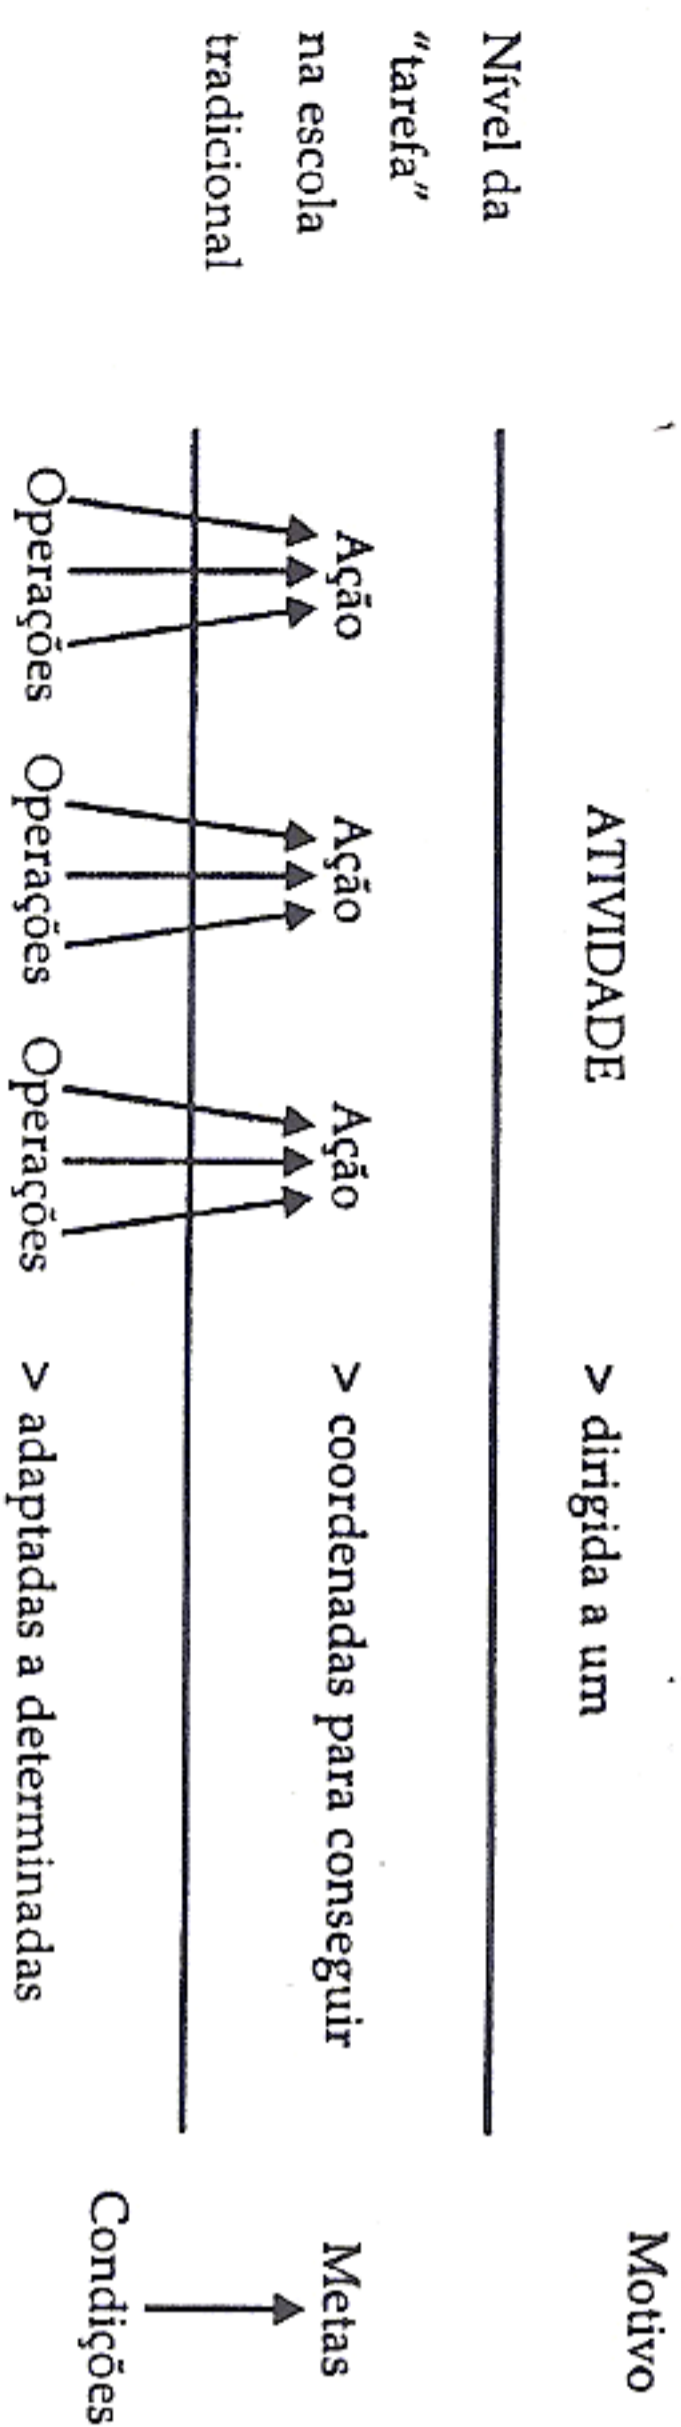 ATIVIDADE > dirigida a um Motivo
Nível da
"tarefa"
na escola
tradicional
Ação Ação Ação > coordenadas para conseguir Metas
Operações Operações Operações > adaptadas a determinadas Condições